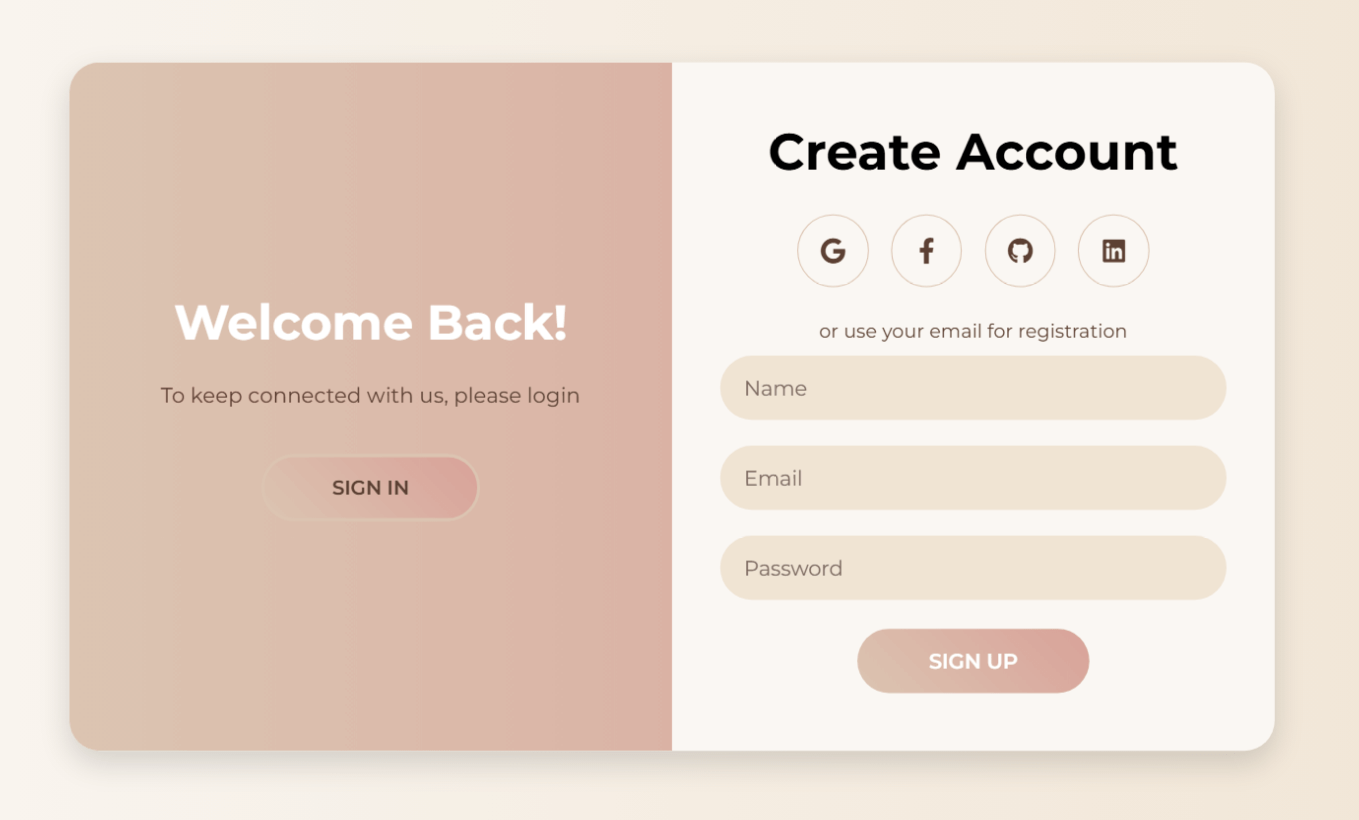 Welcome Back!
To keep connected with us, please login
SIGN IN
Create Account
or use your email for registration
Name
Email
Password
SIGN UP